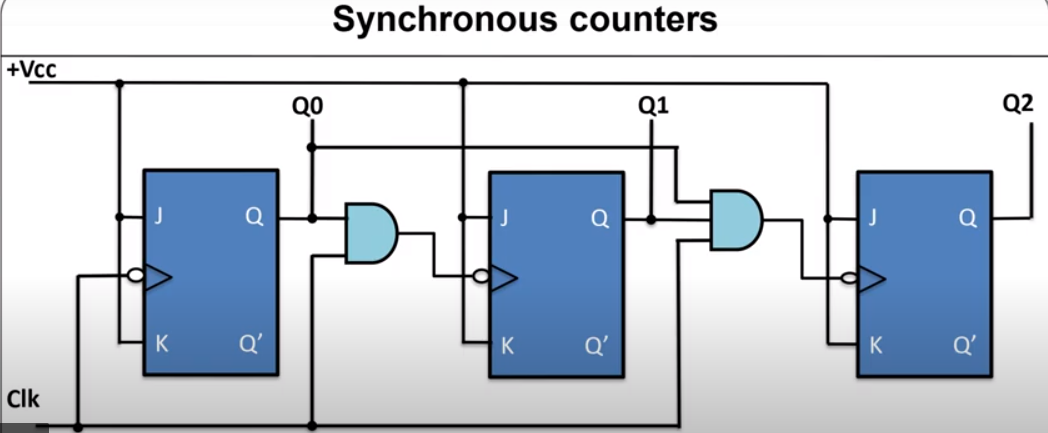 Synchronous counters
+Vcc
Q0
Q1
Q2
J Q
J Q
J Q
K Q'
K Q'
K Q'
Clk